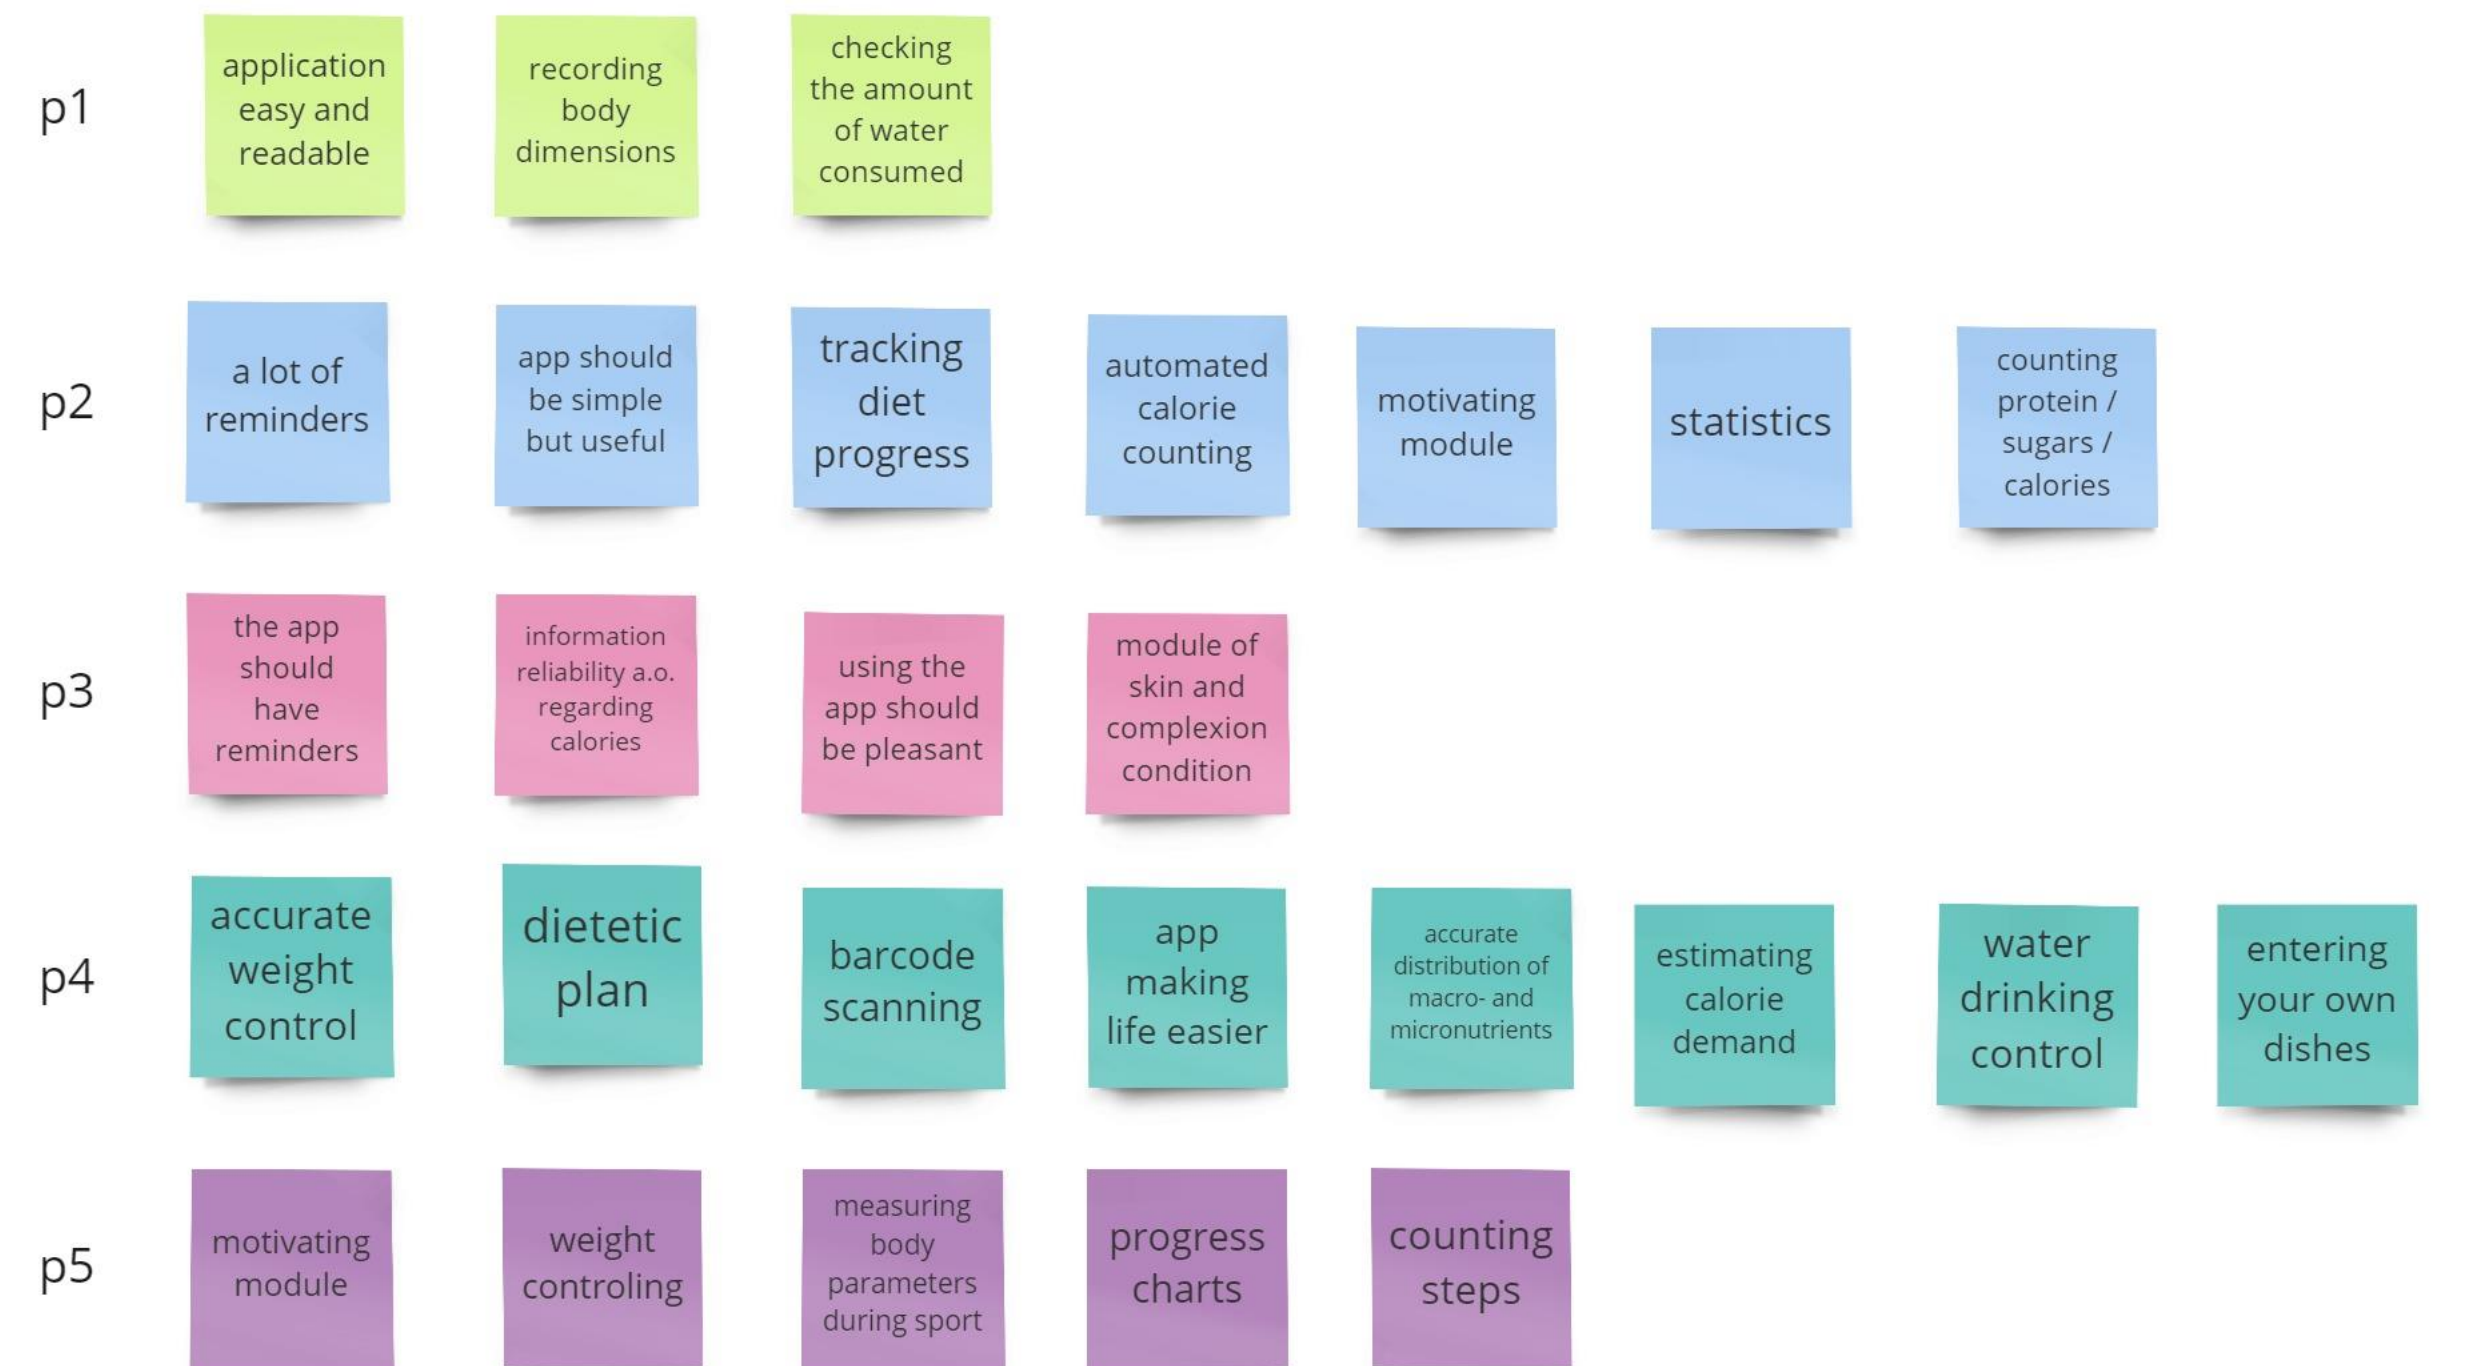 p1
application
easy and
readable
recording
body
dimensions
checking
the amount
of water
consumed
p2
a lot of
reminders
app should
be simple
but useful
tracking
diet
progress
automated
calorie
counting
motivating
module
statistics
counting
protein /
sugars /
calories
p3
the app
should
have
reminders
information
reliability a.o.
regarding
calories
using the
app should
be pleasant
module of
skin and
complexion
condition
p4
accurate
weight
control
dietetic
plan
barcode
scanning
app
making
life easier
accurate
distribution of
macro- and
micronutrients
estimating
calorie
demand
water
drinking
control
entering
your own
dishes
p5
motivating
module
weight
controling
measuring
body
parameters
during sport
progress
charts
counting
steps